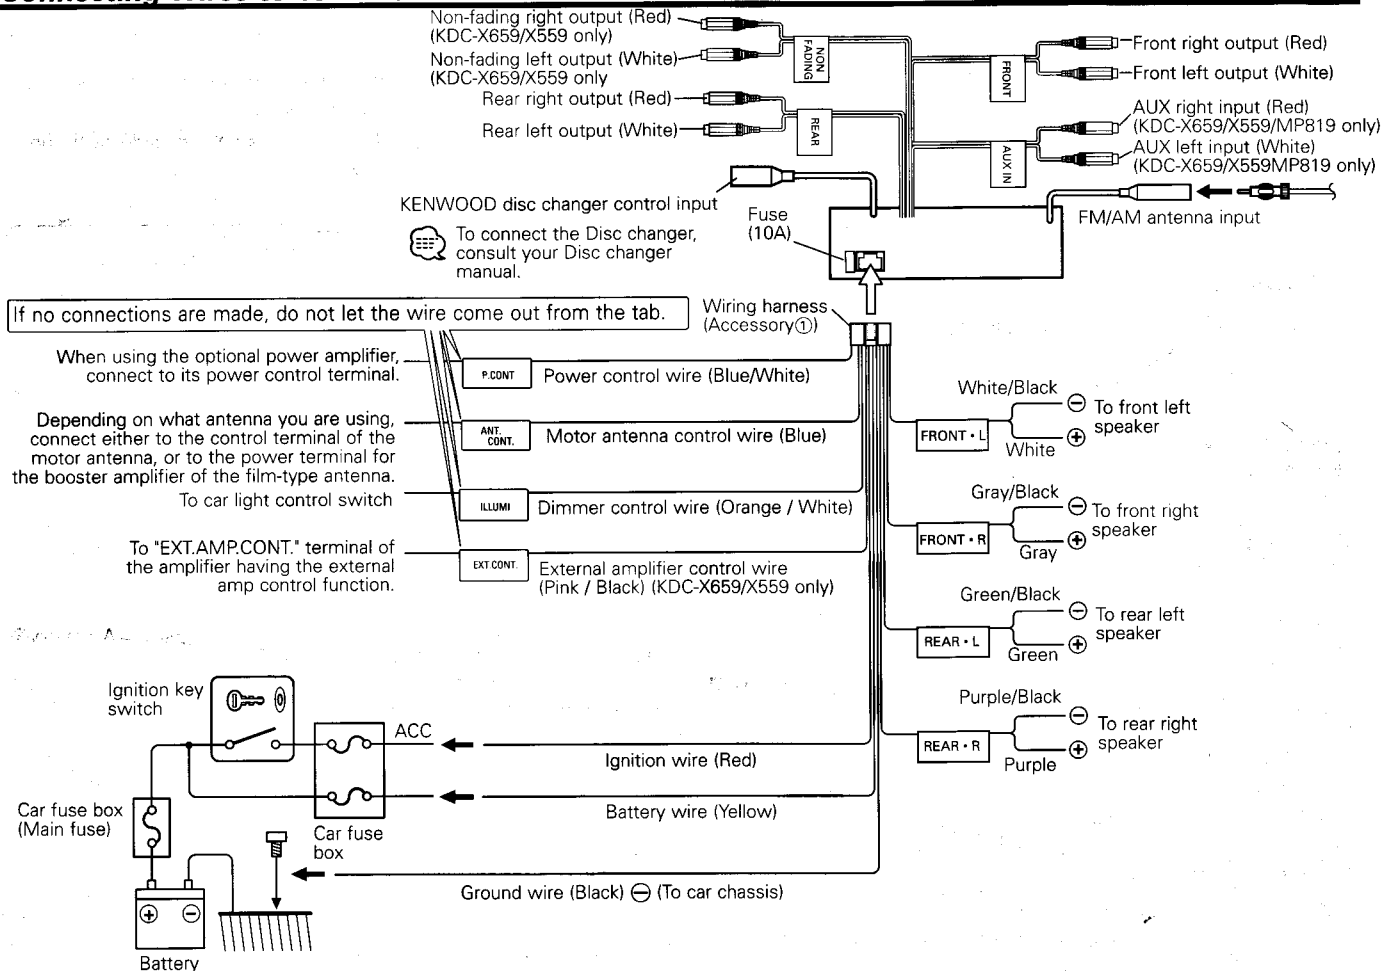 Non-fading right output (Red)
(KDC-X659/X559 only)
Non-fading left output (White)
(KDC-X659/X559 only
Rear right output (Red)
Rear left output (White)
NON
FADING
REAR
FRONT
AUX IN
Front right output (Red)
Front left output (White)
AUX right input (Red)
(KDC-X659/X559/MP819 only)
AUX left input (White)
(KDC-X659/X559MP819 only)
KENWOOD disc changer control input
To connect the Disc changer,
consult your Disc changer
manual.
Fuse
(10A)
FM/AM antenna input
If no connections are made, do not let the wire come out from the tab.
Wiring harness
(Accessory①)
When using the optional power amplifier,
connect to its power control terminal.
P.CONT
Power control wire (Blue/White)
Depending on what antenna you are using,
connect either to the control terminal of the
motor antenna, or to the power terminal for
the booster amplifier of the film-type antenna.
ANT.
CONT.
Motor antenna control wire (Blue)
To car light control switch
ILLUMI
Dimmer control wire (Orange / White)
To "EXT.AMP.CONT." terminal of
the amplifier having the external
amp control function.
EXT.CONT.
External amplifier control wire
(Pink / Black) (KDC-X659/X559 only)
White/Black
FRONT • L
White
⊖
⊕
To front left
speaker
Gray/Black
FRONT • R
Gray
⊖
⊕
To front right
speaker
Green/Black
REAR • L
Green
⊖
⊕
To rear left
speaker
Purple/Black
REAR • R
Purple
⊖
⊕
To rear right
speaker
Ignition key
switch
ACC
Ignition wire (Red)
Battery wire (Yellow)
Car fuse box
(Main fuse)
Car fuse
box
Ground wire (Black) ⊖ (To car chassis)
⊕ ⊖
Battery